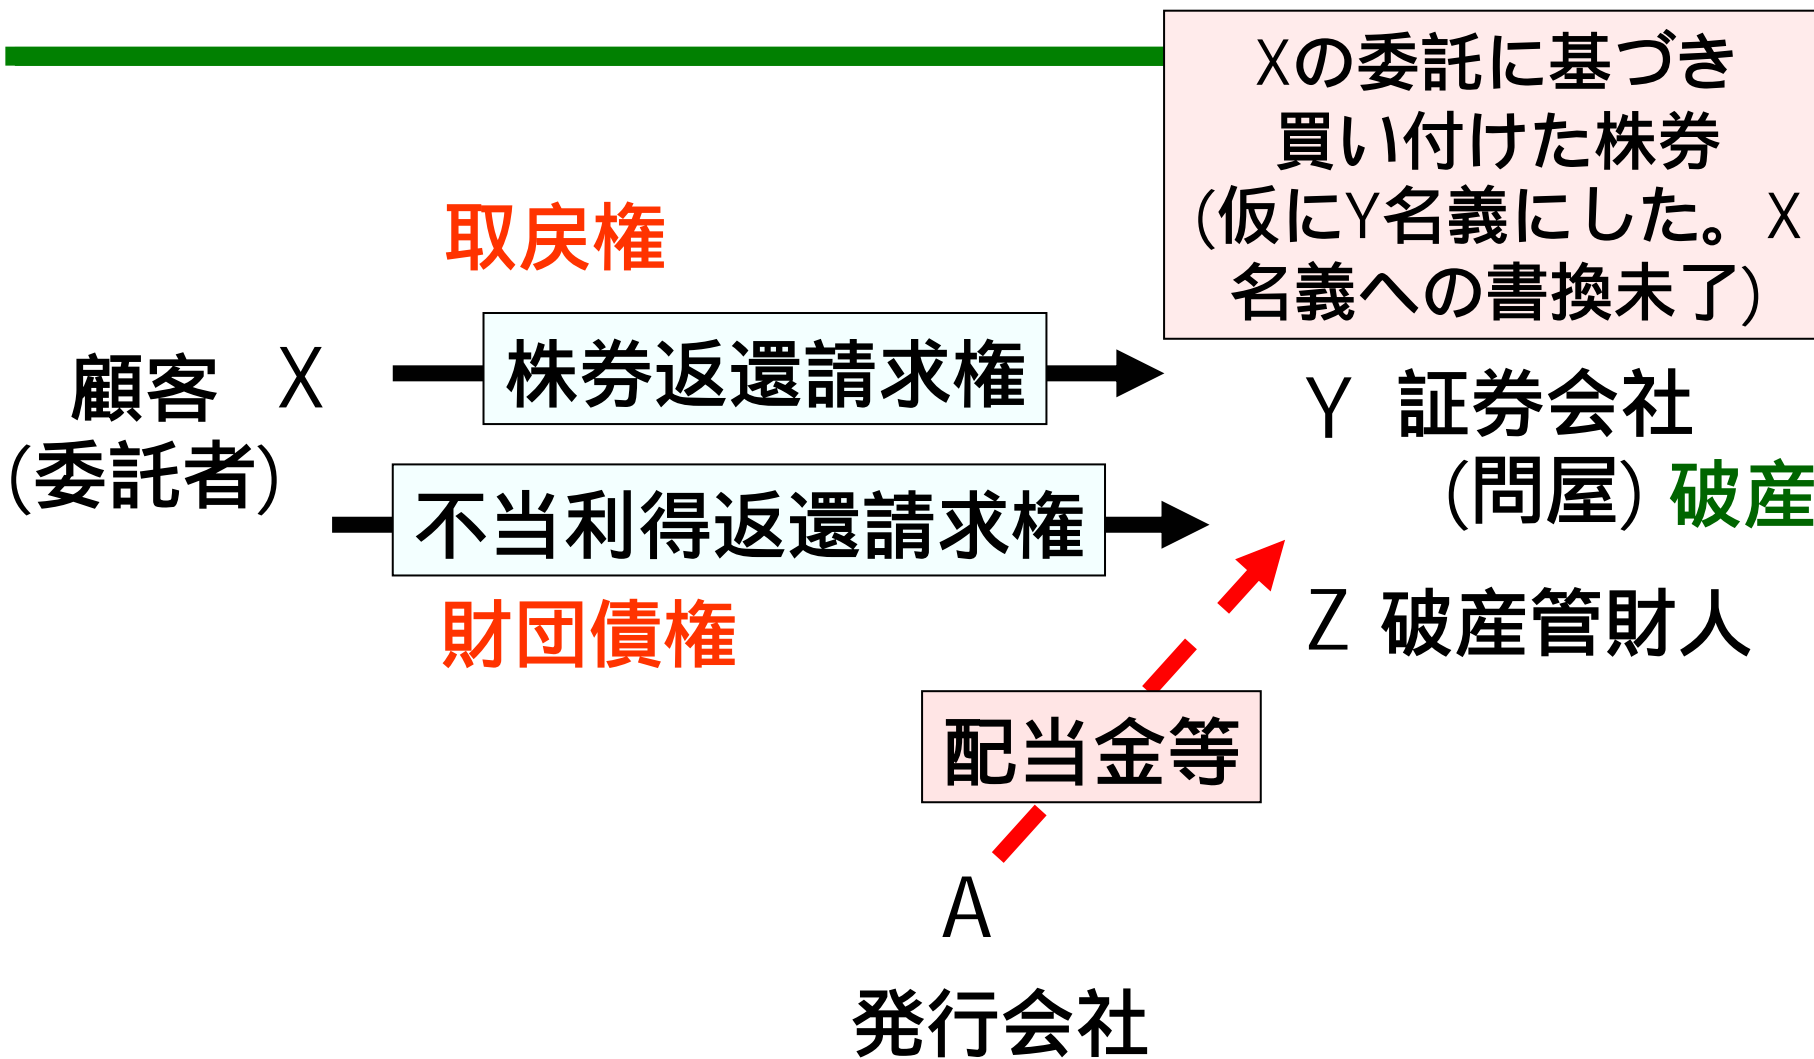 Xの委託に基づき
買い付けた株券
(仮にY名義にした。X
名義への書換未了)
取戻権
株券返還請求権
顧客 X
(委託者)
Y 証券会社
(問屋) 破産
不当利得返還請求権
財団債権
Z 破産管財人
配当金等
A
発行会社